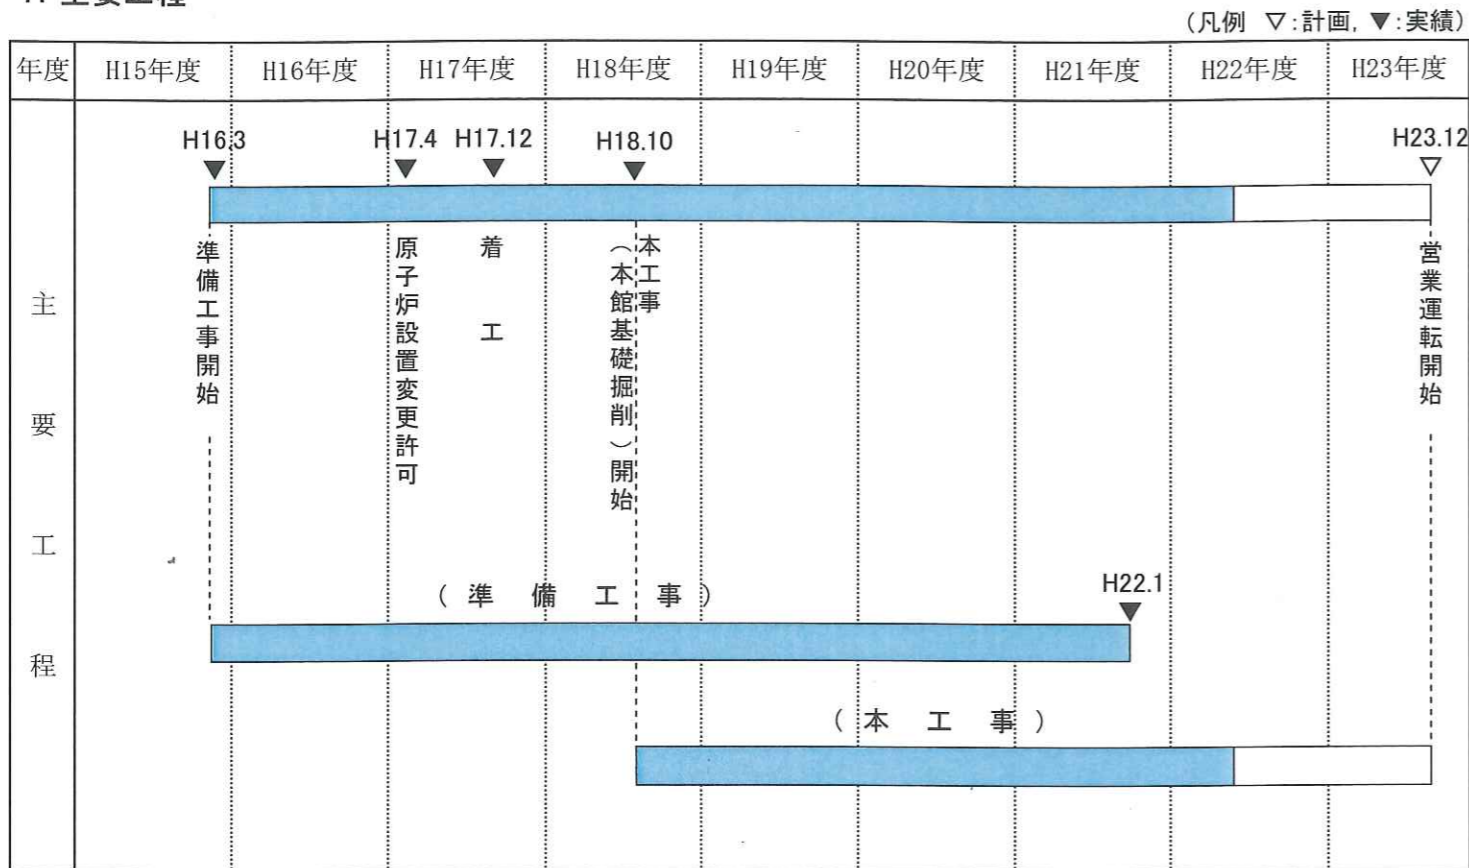 (凡例 ▽:計画, ▼:実績)
年度 H15年度 H16年度 H17年度 H18年度 H19年度 H20年度 H21年度 H22年度 H23年度
主要工程
H16.3 H17.4 H17.12 H18.10 H23.12
準備工事開始
原子炉設置変更許可
着工
本工事
(本館基礎掘削)開始
営業運転開始
(準備工事)
H22.1
(本工事)